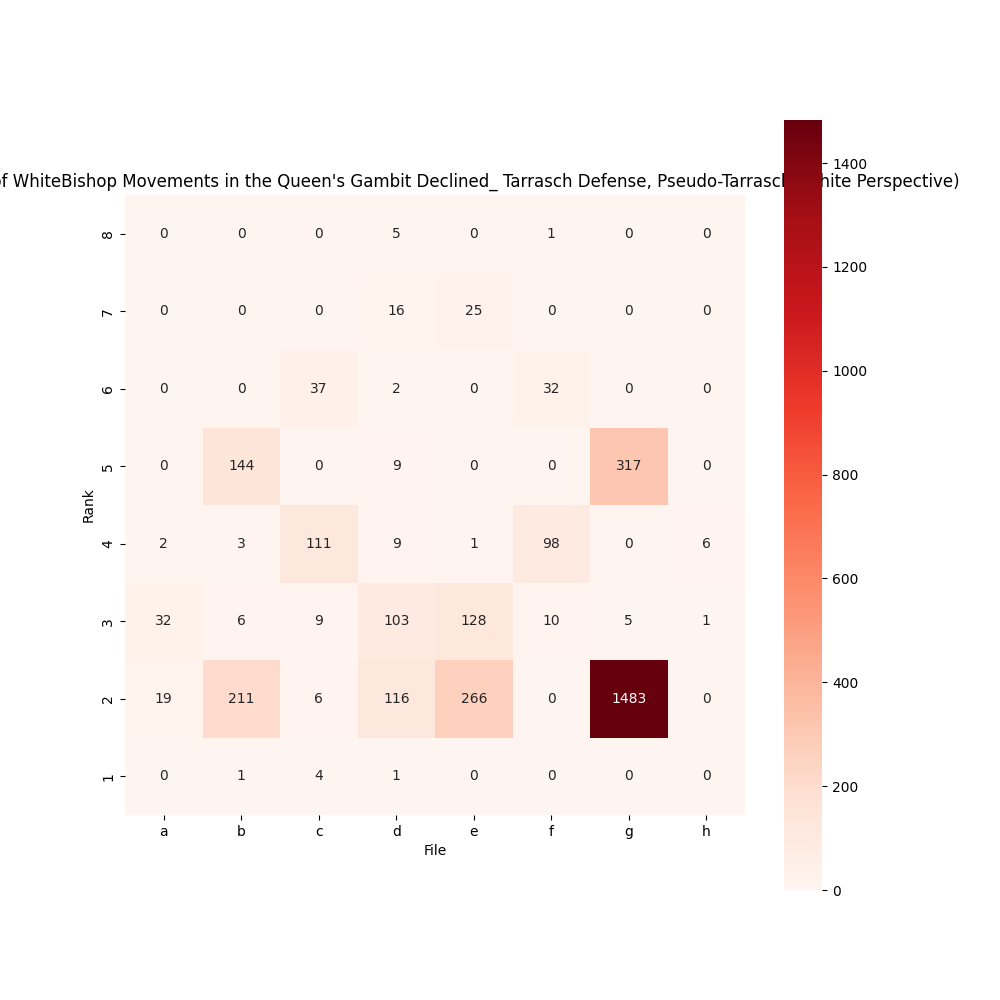 1400
of WhiteBishop Movements in the Queen's Gambit Declined_ Tarrasch Defense, Pseudo-Tarrasch hite Perspective)
8 0 0 0 5 0 1 0 0
1200
7 0 0 0 16 25 0 0 0
1000
6 0 0 37 2 0 32 0 0
800
5 0 144 0 9 0 0 317 0
Rank
600
4 2 3 111 9 1 98 0 6
3 32 6 9 103 128 10 5 1
400
2 19 211 6 116 266 0 1483 0
200
1 0 1 4 1 0 0 0 0
a b c d e f g h
File
0